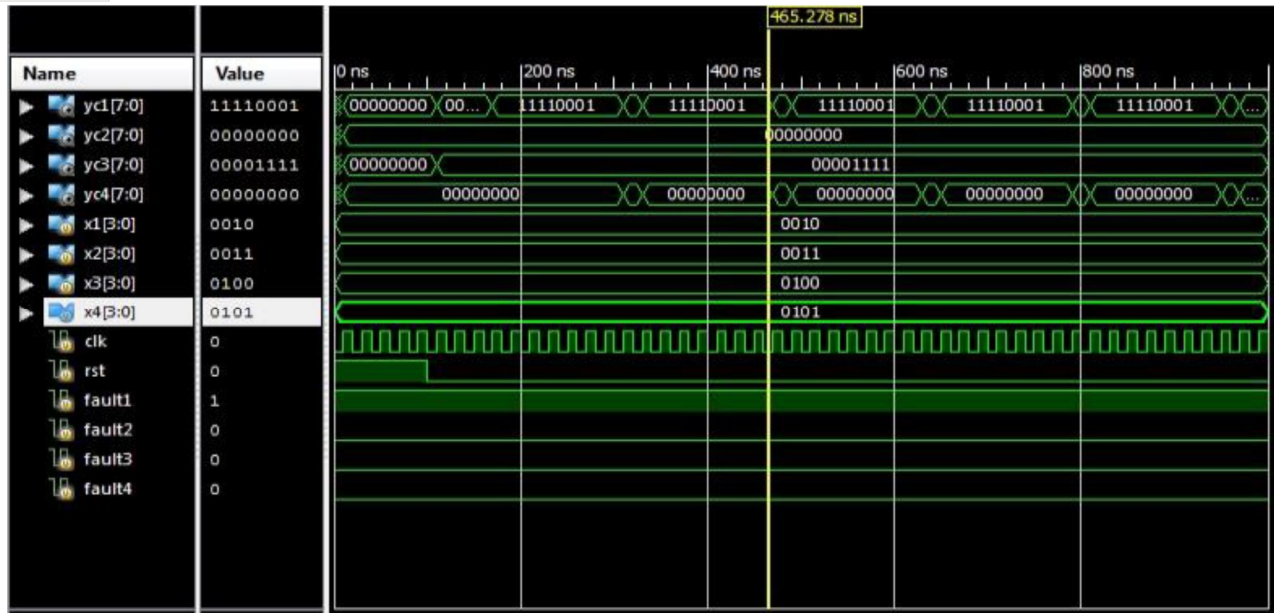 465.278 ns
Name Value 0 ns 200 ns 400 ns 600 ns 800 ns
yc1[7:0] 11110001 00000000 00... 11110001 11110001 11110001 11110001 11110001 ...
yc2[7:0] 00000000 00000000
yc3[7:0] 00001111 00000000 00001111
yc4[7:0] 00000000 00000000 00000000 00000000 00000000 00000000 ...
x1[3:0] 0010 0010
x2[3:0] 0011 0011
x3[3:0] 0100 0100
x4[3:0] 0101 0101
clk 0
rst 0
fault1 1
fault2 0
fault3 0
fault4 0